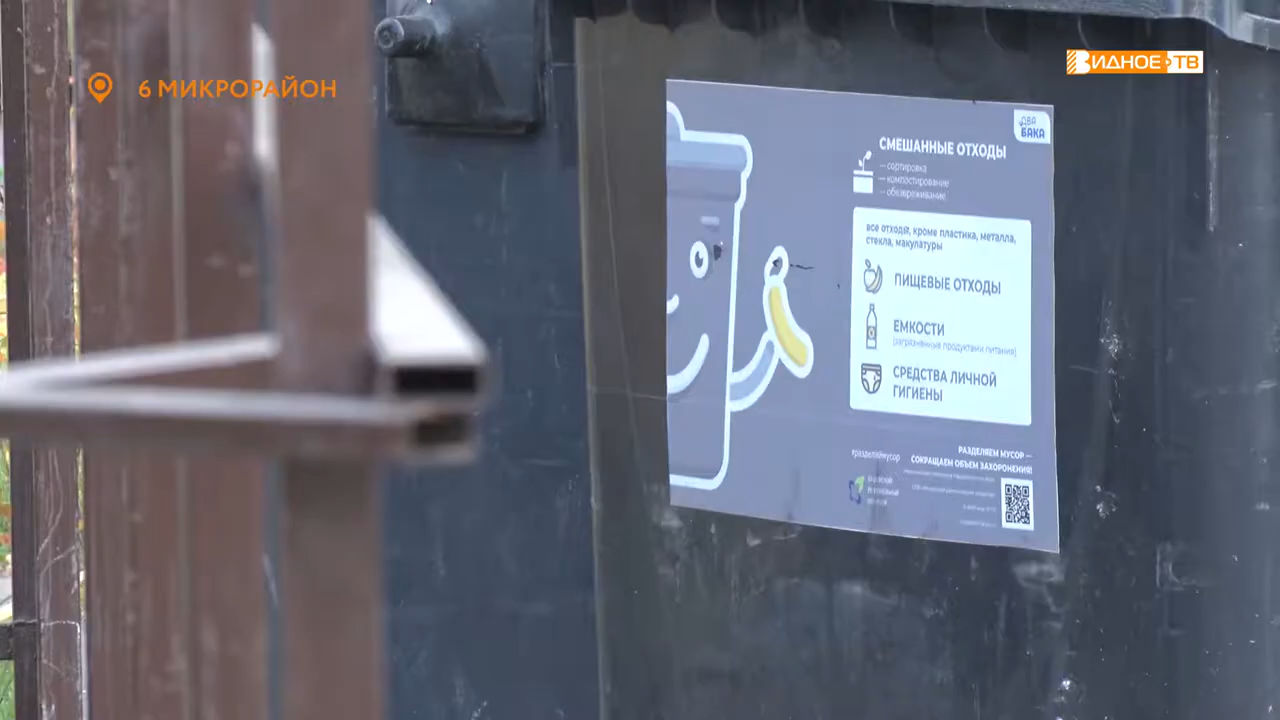 6 МИКРОРАЙОН
ВИДНОЕ ТВ
ДВА
БАКА
СМЕШАННЫЕ ОТХОДЫ
— сортировка
— компостирование
— обезвреживание
все отходы, кроме пластика, металла,
стекла, макулатуры
ПИЩЕВЫЕ ОТХОДЫ
ЕМКОСТИ
(загрязненные продуктами питания)
СРЕДСТВА ЛИЧНОЙ
ГИГИЕНЫ
#разделяймусор
РАЗДЕЛЯЕМ МУСОР —
СОКРАЩАЕМ ОБЪЕМ ЗАХОРОНЕНИЯ!